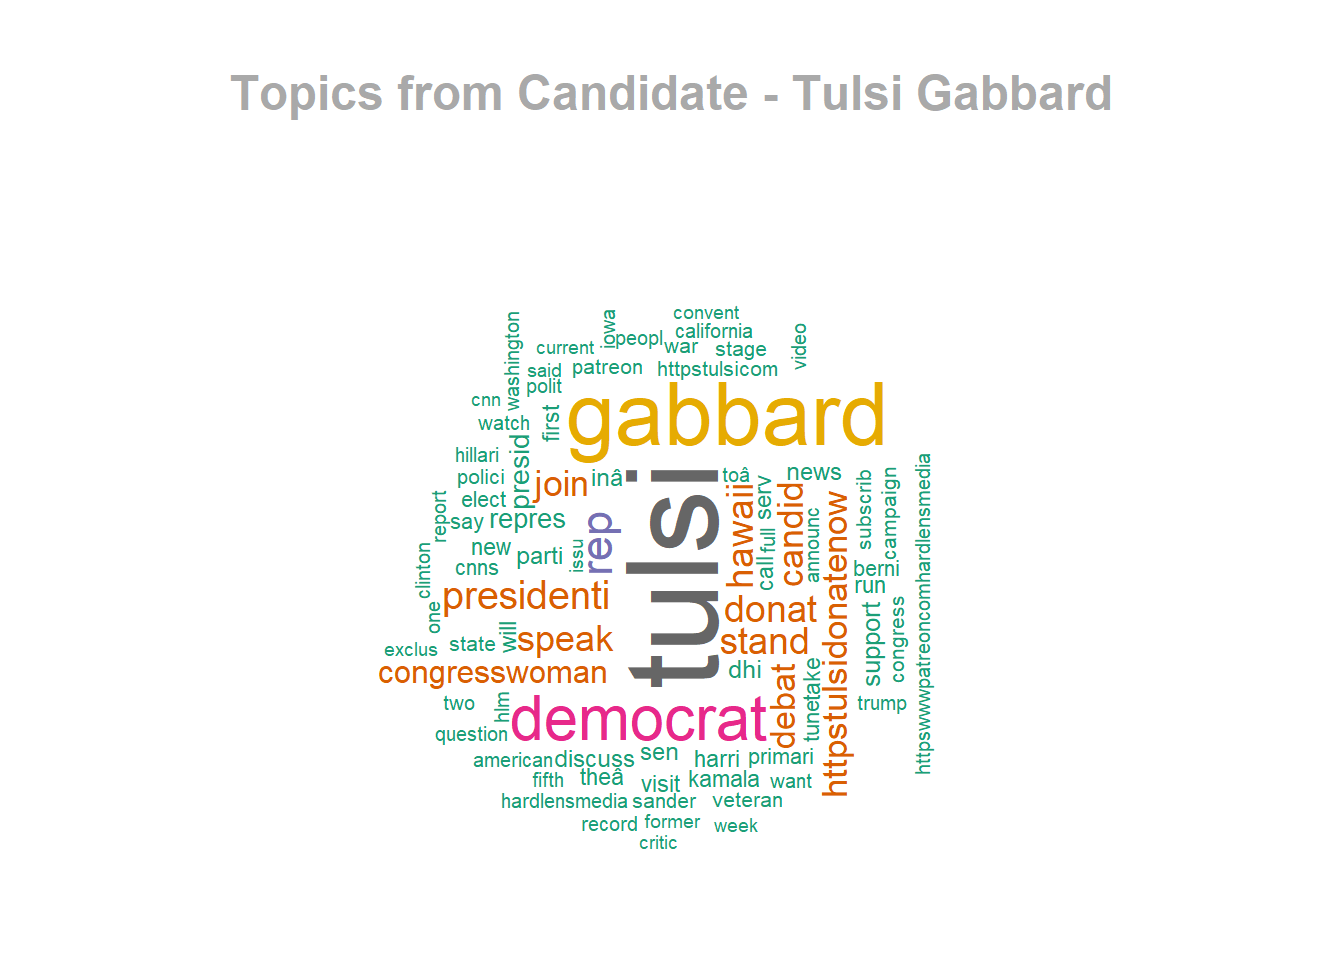 Topics from Candidate - Tulsi Gabbard
convent
iowa
california
washington
peopl
war
stage
video
current
said
patreon
httpstulsicom
polit
cnn
watch
first
gabbard
hillari
presid
polici
join
inâ
tulsi
toâ
news
elect
report
say
repres
rep
hawaii
serv
candid
httpstulsidonatenow
subscrib
campaign
httpswwwpatreoncomhardlensmedia
new
cnns
parti
issu
call
full
announc
berni
run
clinton
one
presidenti
donat
support
congress
exclus
state
will
speak
stand
congresswoman
dhi
debat
tune
take
trump
two
hlm
question
democrat
american
discuss
sen
harri
primari
fifth
theâ
visit
kamala
want
hardlensmedia
sander
veteran
record
former
week
critic